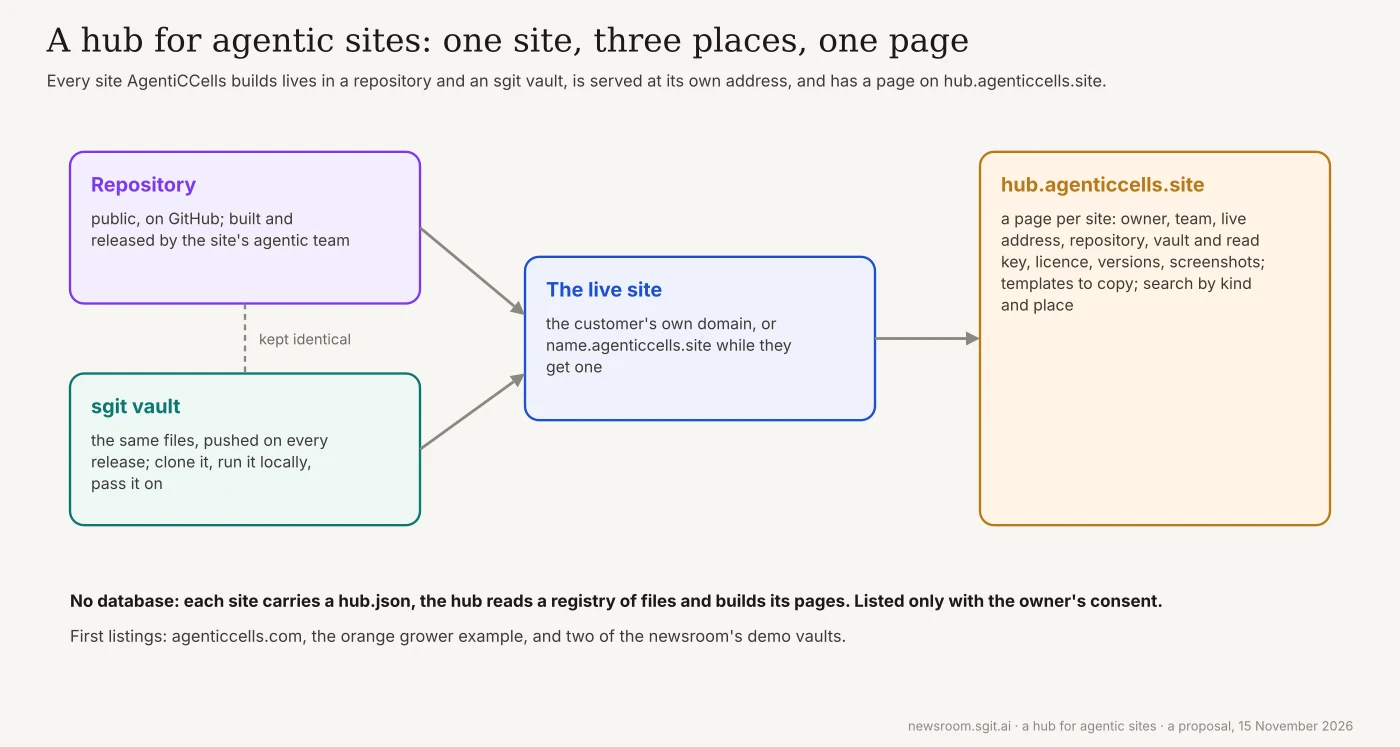 A hub for agentic sites: one site, three places, one page
Every site AgentiCCells builds lives in a repository and an sgit vault, is served at its own address, and has a page on hub.agenticcells.site.
Repository
public, on GitHub; built and
released by the site's agentic team
kept identical
sgit vault
the same files, pushed on every
release; clone it, run it locally,
pass it on
The live site
the customer's own domain, or
name.agenticcells.site while they
get one
hub.agenticcells.site
a page per site: owner, team, live
address, repository, vault and read
key, licence, versions, screenshots;
templates to copy; search by kind
and place
No database: each site carries a hub.json, the hub reads a registry of files and builds its pages. Listed only with the owner's consent.
First listings: agenticcells.com, the orange grower example, and two of the newsroom's demo vaults.
newsroom.sgit.ai · a hub for agentic sites · a proposal, 15 November 2026